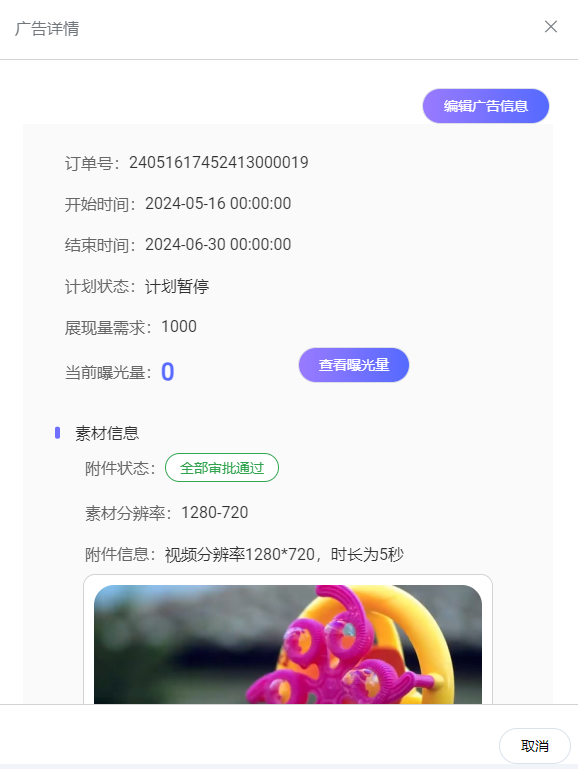 广告详情
编辑广告信息
订单号：24051617452413000019
开始时间：2024-05-16 00:00:00
结束时间：2024-06-30 00:00:00
计划状态：计划暂停
展现量需求：1000
当前曝光量：0 查看曝光量
素材信息
附件状态：全部审批通过
素材分辨率：1280-720
附件信息：视频分辨率1280*720，时长为5秒
取消